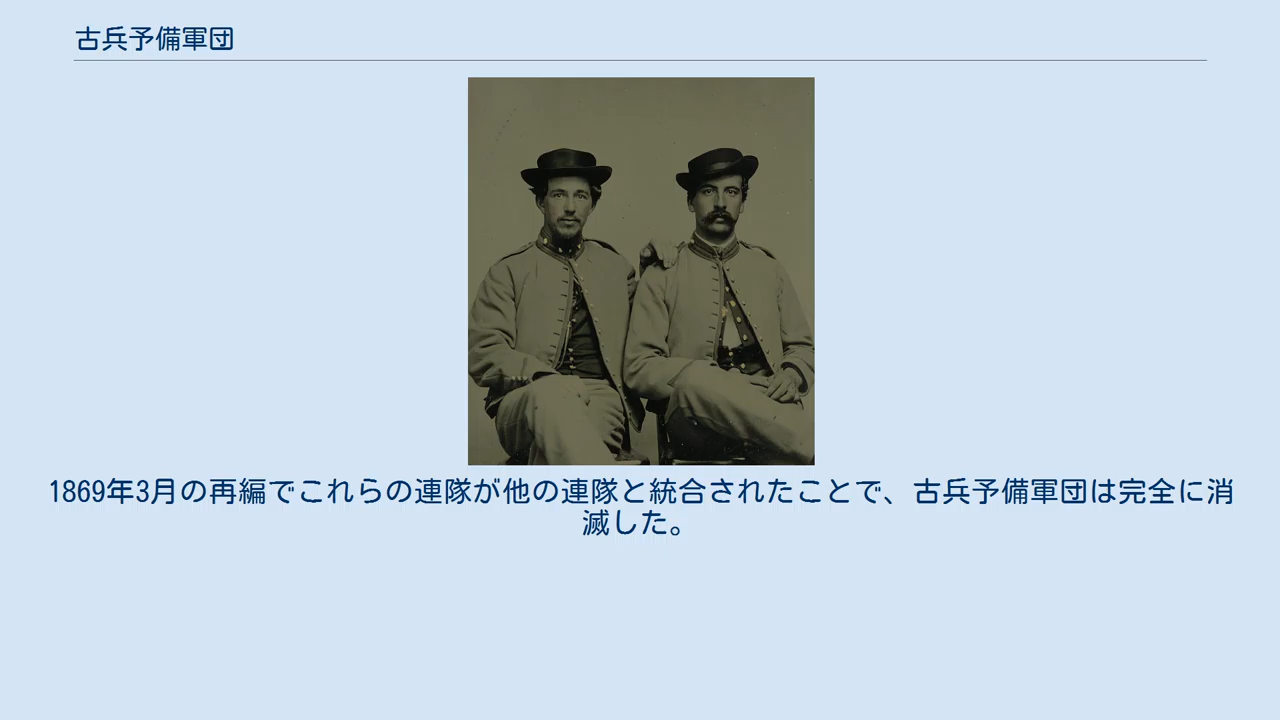 古兵予備軍団
1869年3月の再編でこれらの連隊が他の連隊と統合されたことで、古兵予備軍団は完全に消
滅した。